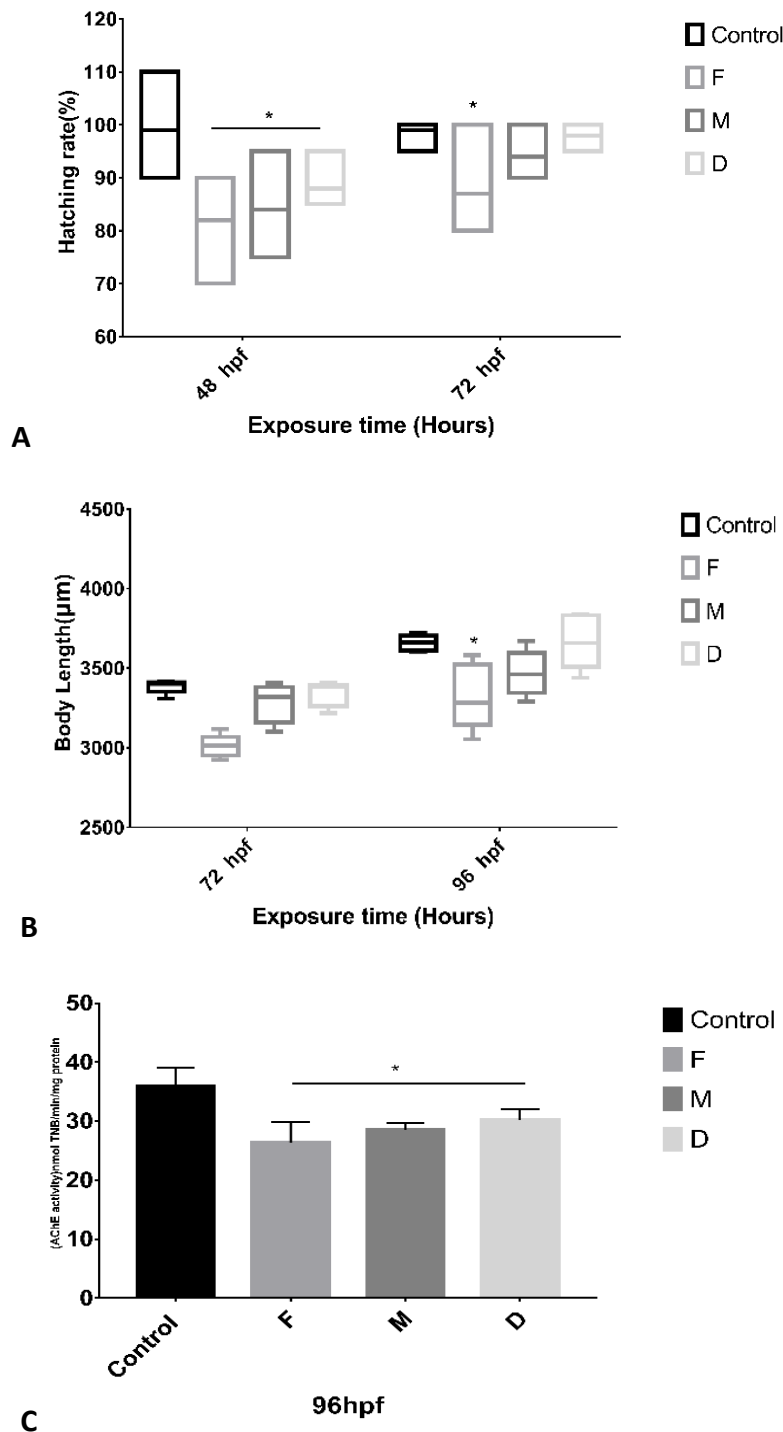 120
110
100
90
80
70
60
Hatching rate(%)
*
*
48 hpf
72 hpf
Exposure time (Hours)
Control
F
M
D
A
4500
4000
3500
3000
2500
Body Length(μm)
*
72 hpf
96 hpf
Exposure time (Hours)
Control
F
M
D
B
50
40
30
20
10
0
(AChE activity)nmol TNB/min/mg protein
*
Control
F
M
D
96hpf
Control
F
M
D
C